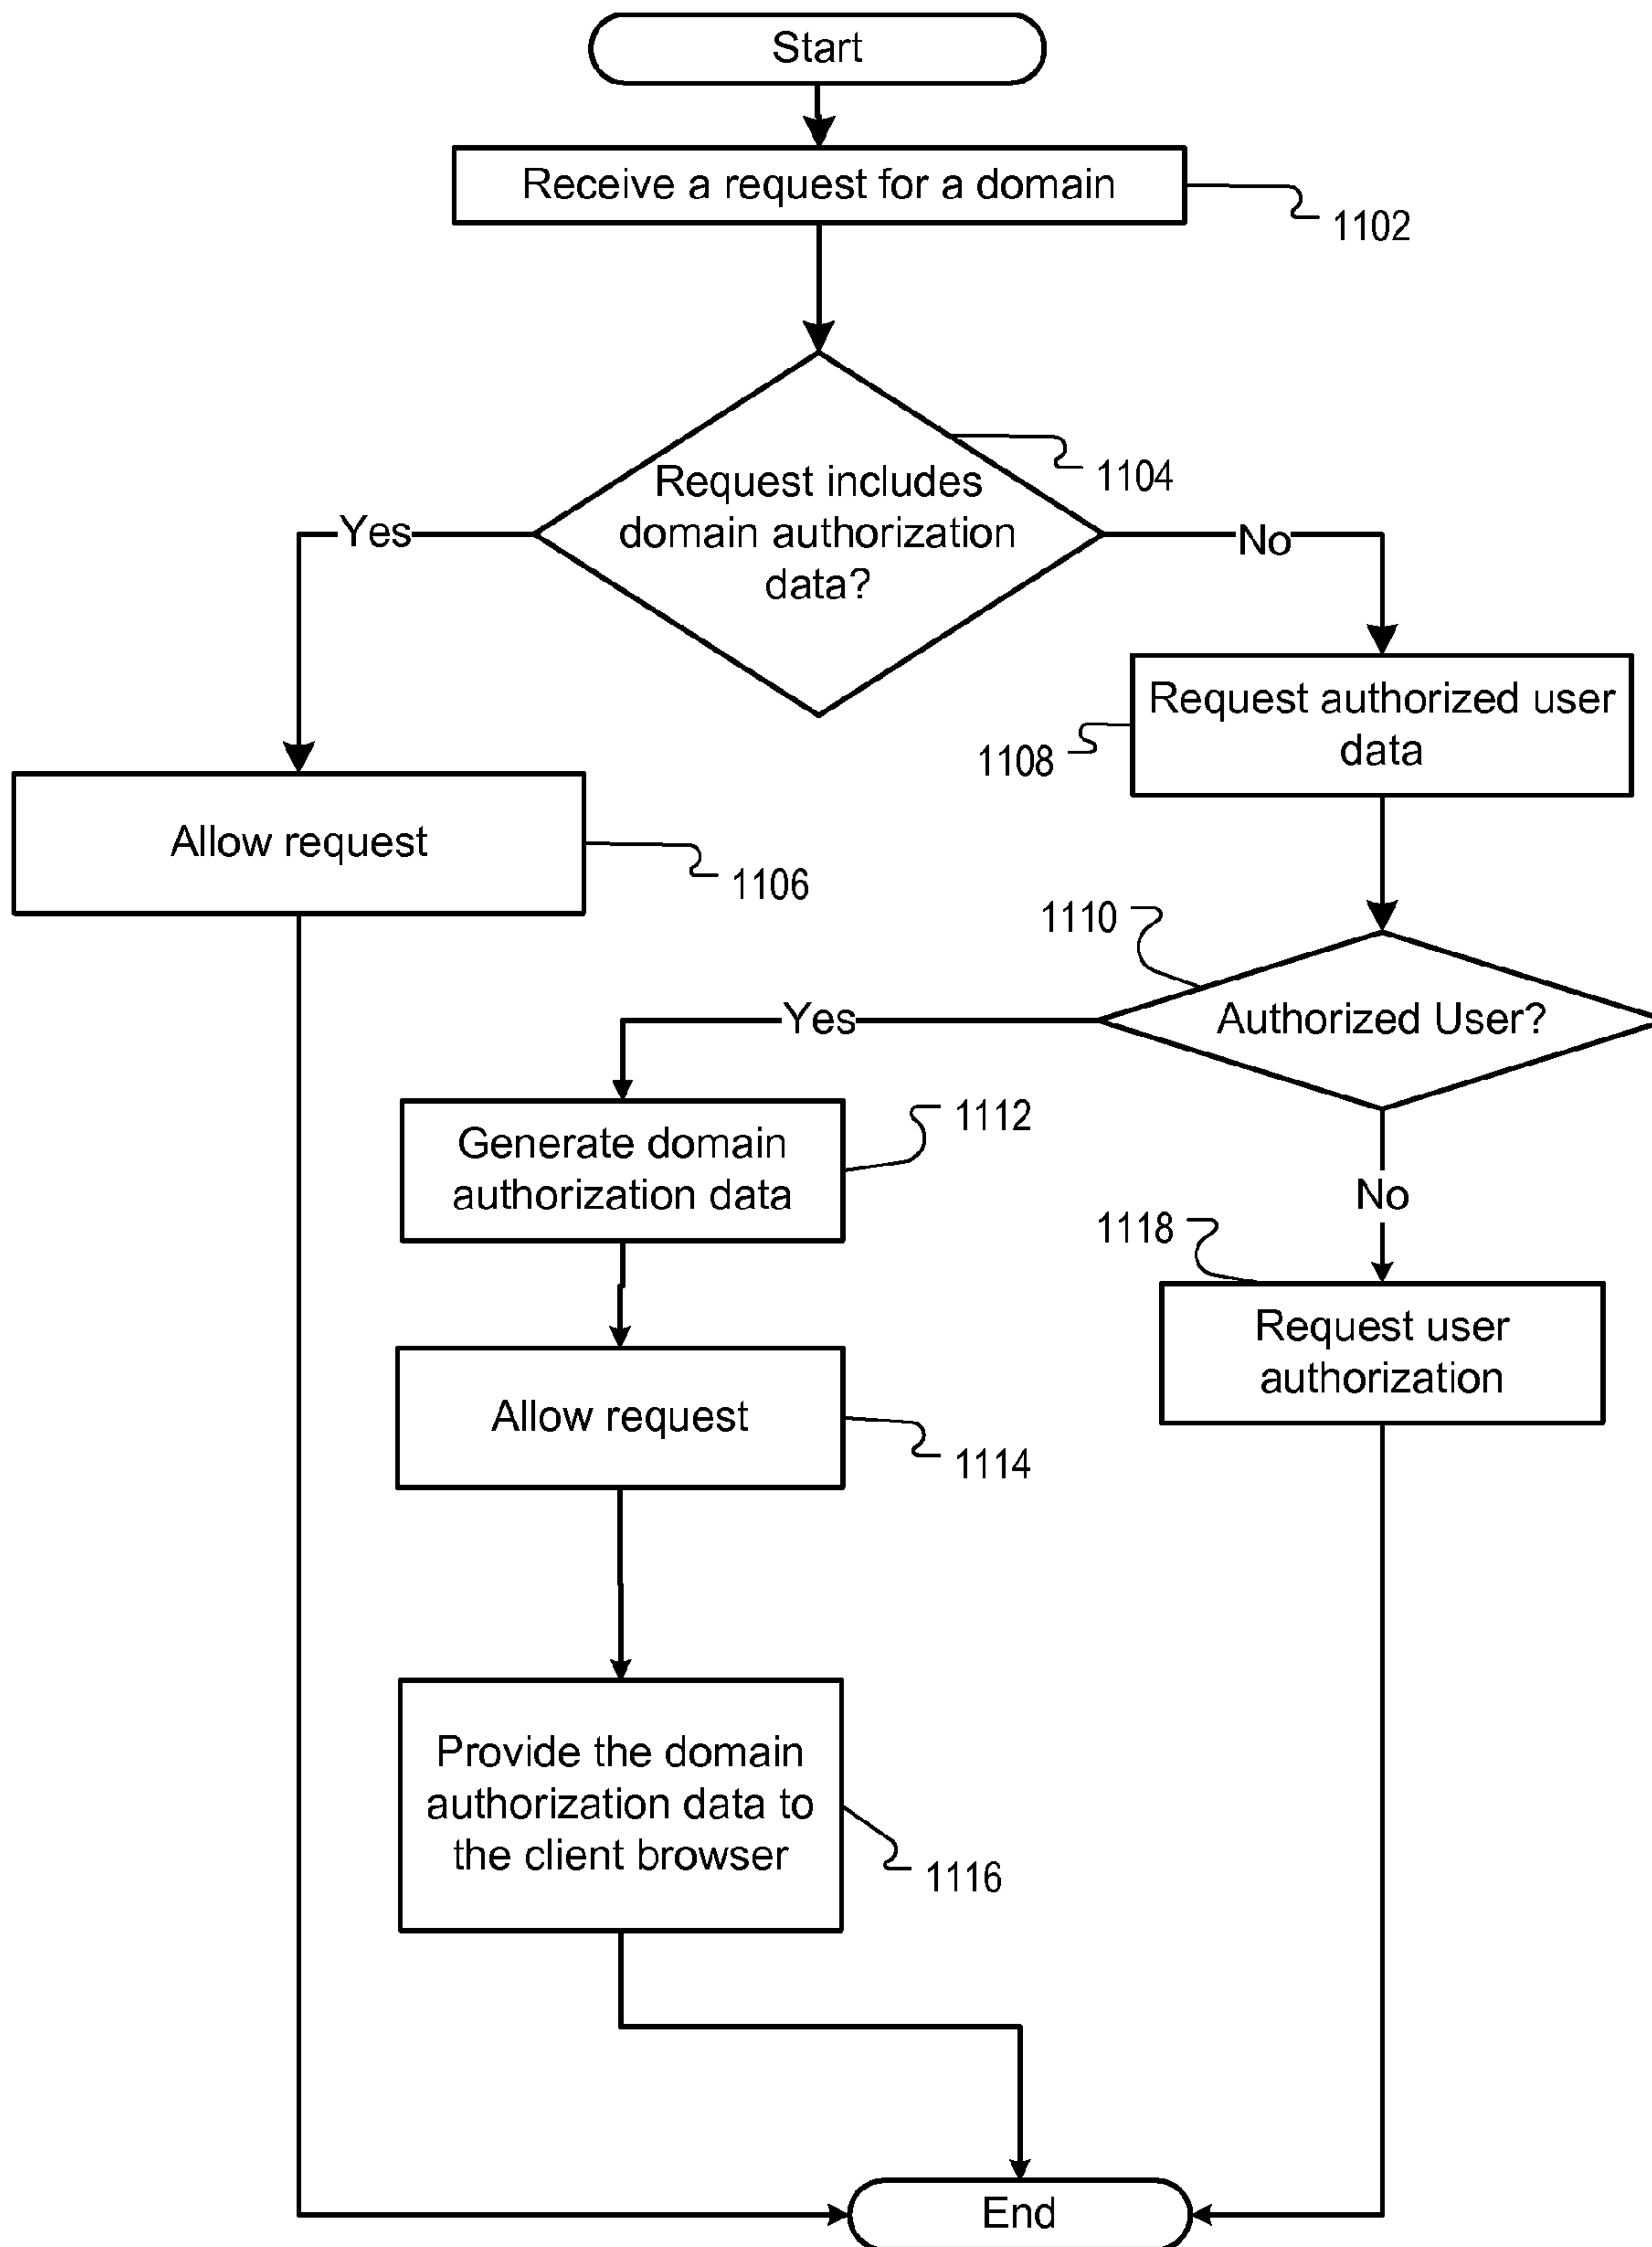 Start
Receive a request for a domain
1102
1104
Request includes
domain authorization
data?
Yes
No
Request authorized user
data
1108
Allow request
1106
1110
Authorized User?
Yes
Generate domain
authorization data
1112
No
1118
Request user
authorization
Allow request
1114
Provide the domain
authorization data to
the client browser
1116
End